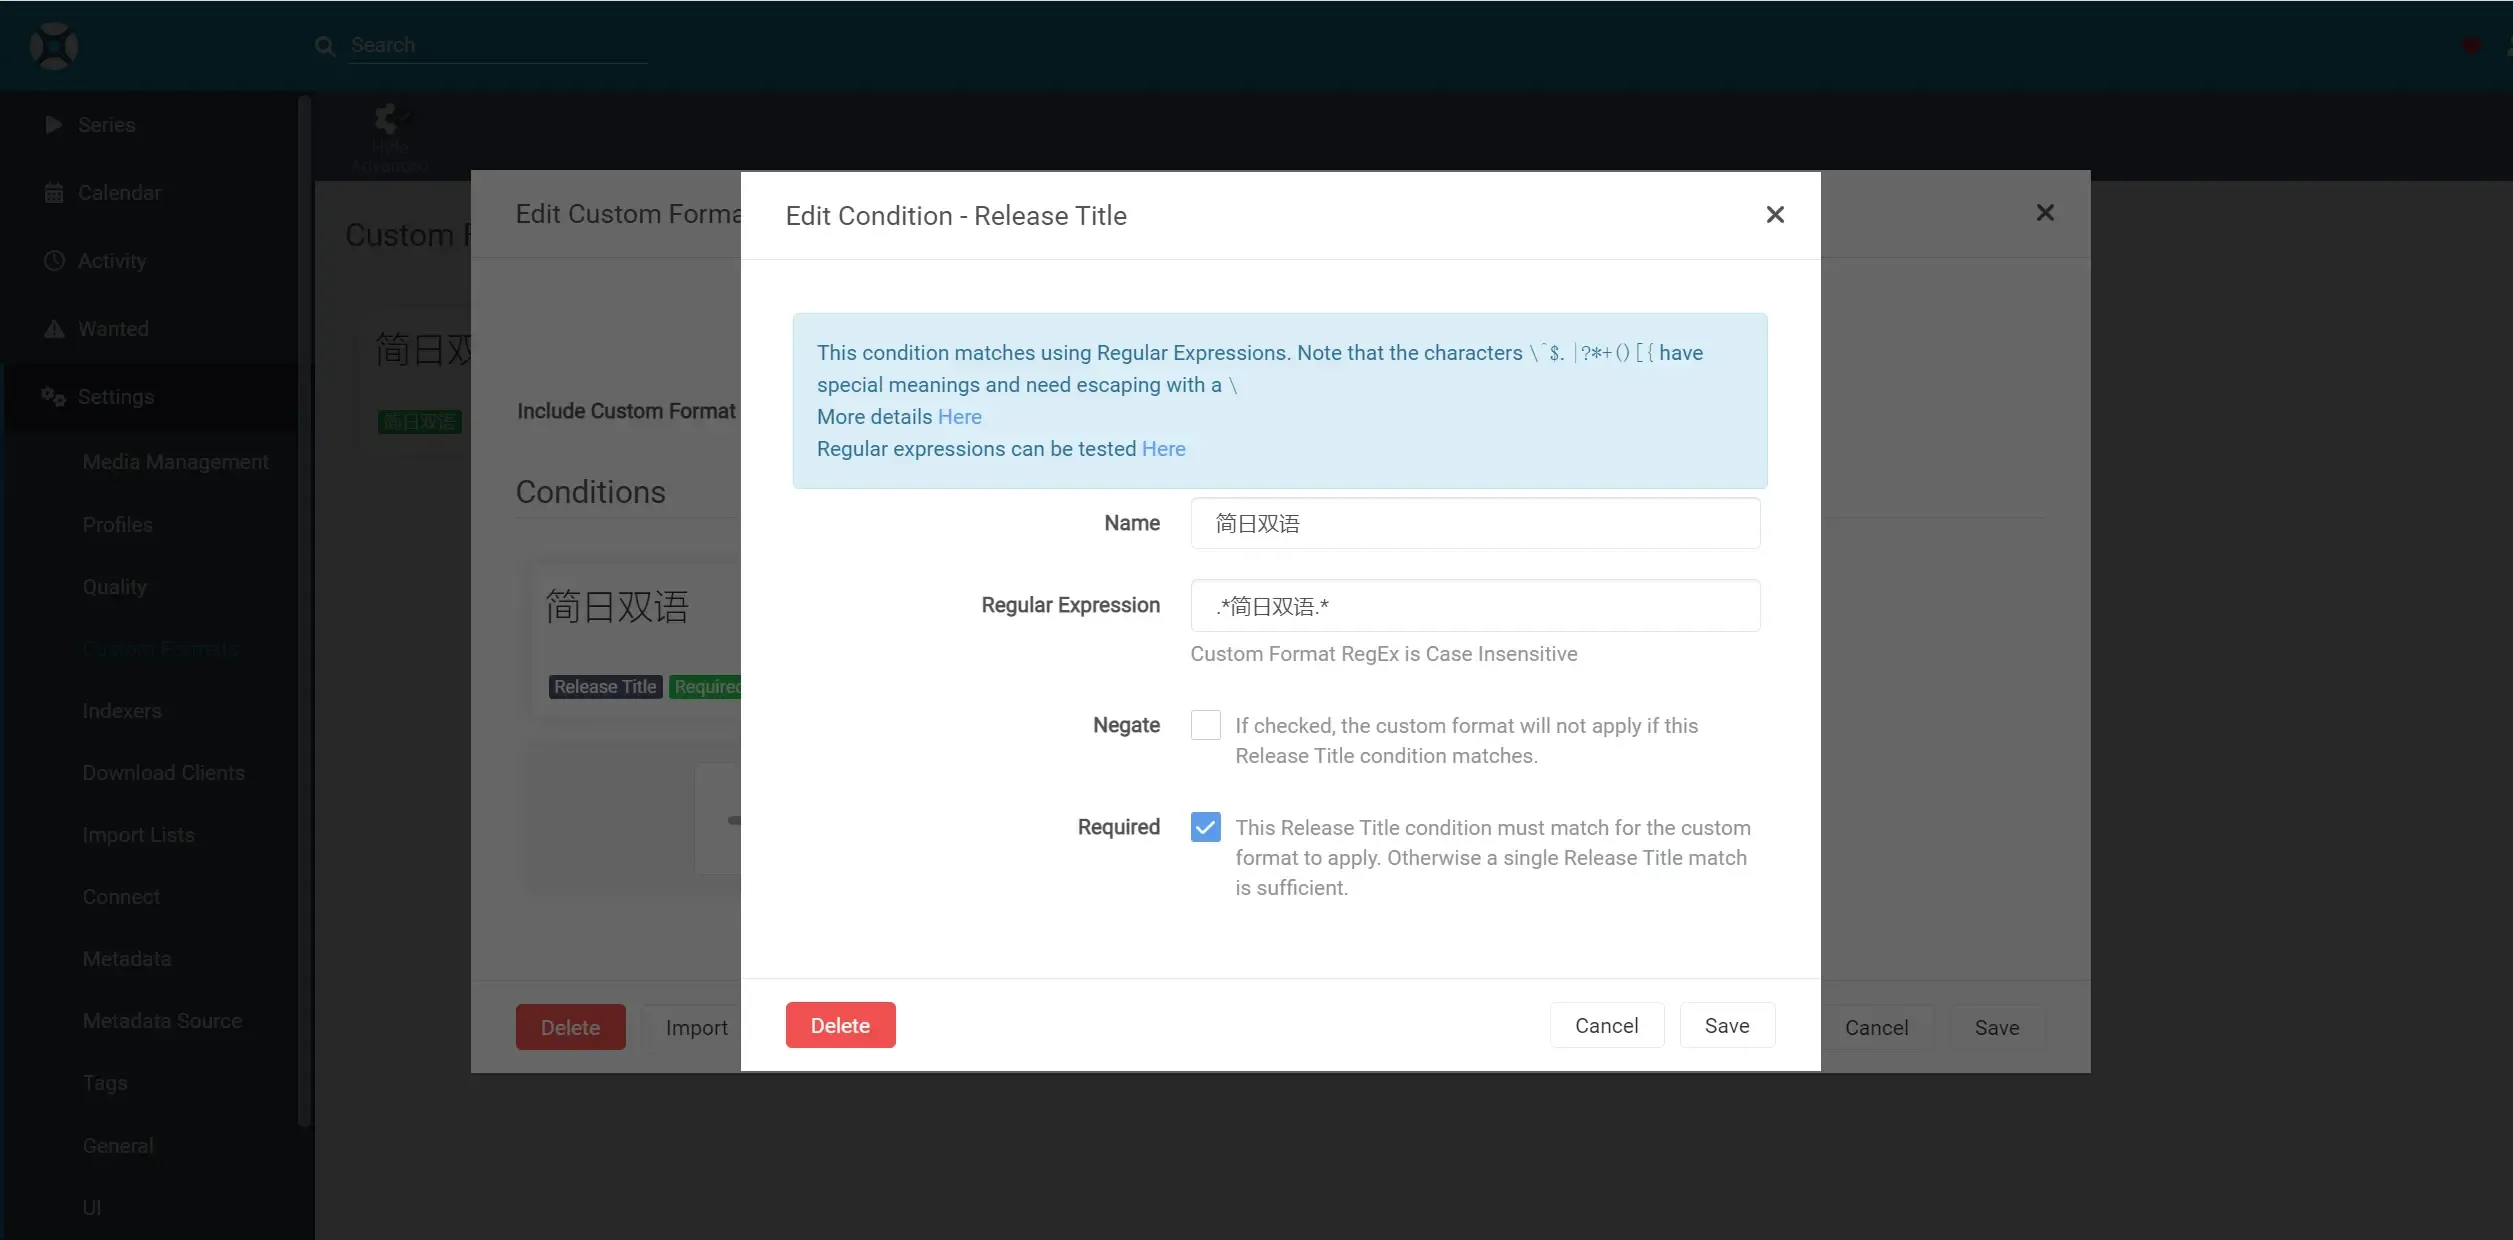 Search
Series
Calendar
Activity
Wanted
Settings
Media Management
Profiles
Quality
Custom Formats
Indexers
Download Clients
Import Lists
Connect
Metadata
Metadata Source
Tags
General
UI
Hide
Advanced
Custom F
简日双
简日双语
Edit Custom Forma
Include Custom Format
Conditions
简日双语
Release Title Required
Delete
Import
Cancel
Save
Edit Condition - Release Title
This condition matches using Regular Expressions. Note that the characters \^$.|?*+()[{ have
special meanings and need escaping with a \
More details Here
Regular expressions can be tested Here
Name
简日双语
Regular Expression
.*简日双语.*
Custom Format RegEx is Case Insensitive
Negate
If checked, the custom format will not apply if this
Release Title condition matches.
Required
This Release Title condition must match for the custom
format to apply. Otherwise a single Release Title match
is sufficient.
Delete
Cancel
Save